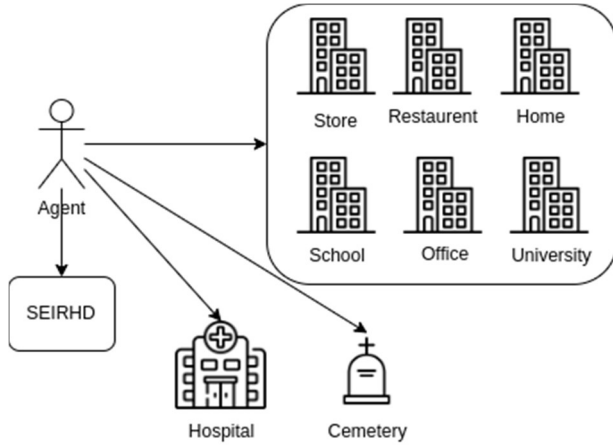 Store
Restaurent
Home
Agent
School
Office
University
SEIRHD
Hospital
Cemetery